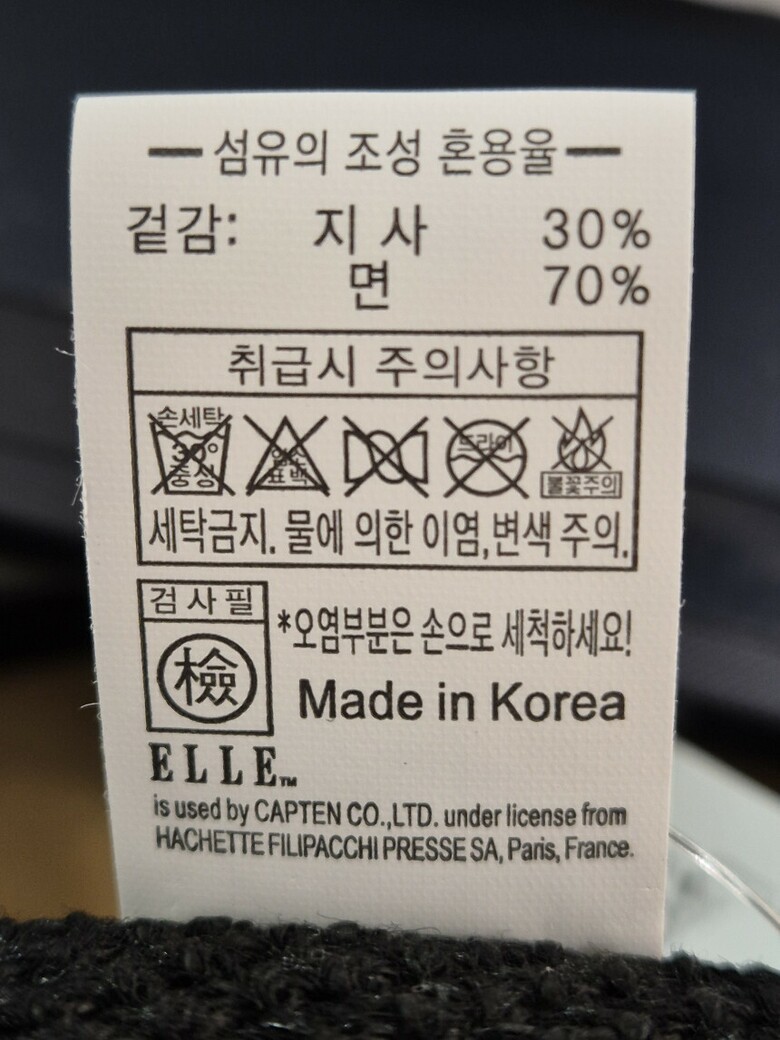 섬유의 조성 혼용율
겉감: 지 사 30%
면 70%
취급시 주의사항
손세탁
30°
중성
염소
표백
드라이
불꽃주의
세탁금지. 물에 의한 이염,변색 주의.
검 사 필
檢
*오염부분은 손으로 세척하세요!
Made in Korea
ELLE™
is used by CAPTEN CO.,LTD. under license from
HACHETTE FILIPACCHI PRESSE SA, Paris, France.